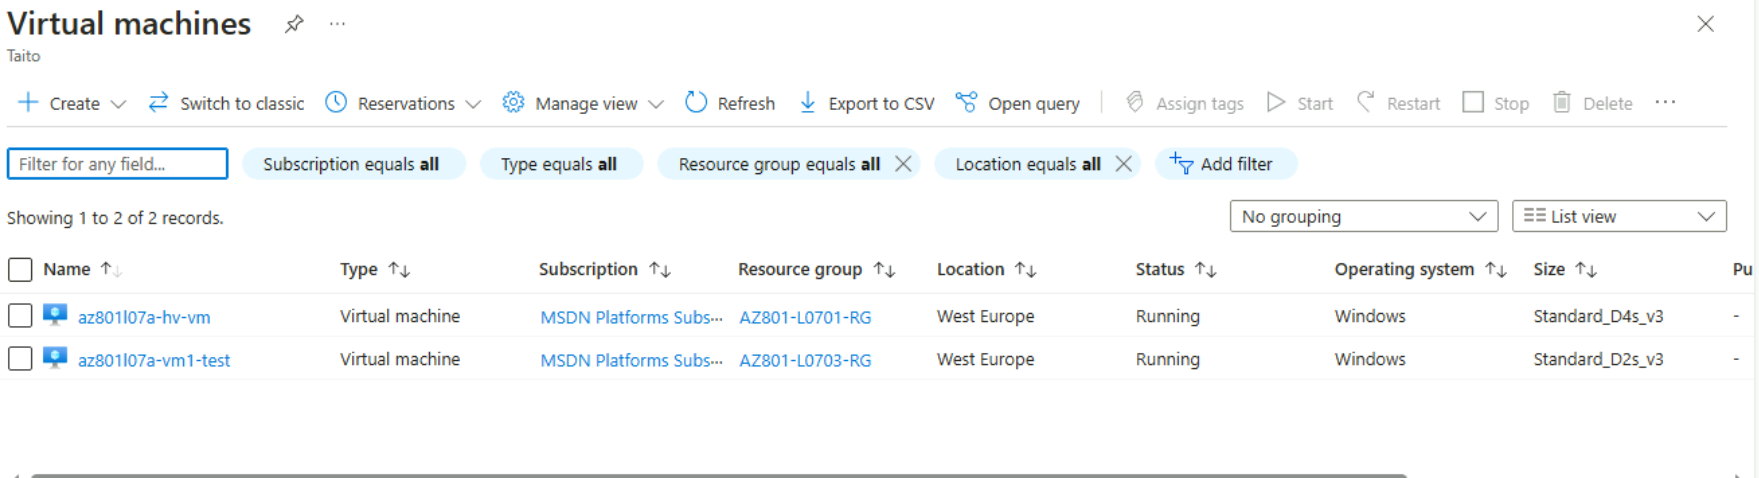 Virtual machines
Taito
Create Switch to classic Reservations Manage view Refresh Export to CSV Open query Assign tags Start Restart Stop Delete
Filter for any field... Subscription equals all Type equals all Resource group equals all Location equals all Add filter
Showing 1 to 2 of 2 records. No grouping List view
Name Type Subscription Resource group Location Status Operating system Size Pu
az801l07a-hv-vm Virtual machine MSDN Platforms Subs··· AZ801-L0701-RG West Europe Running Windows Standard_D4s_v3 -
az801l07a-vm1-test Virtual machine MSDN Platforms Subs··· AZ801-L0703-RG West Europe Running Windows Standard_D2s_v3 -